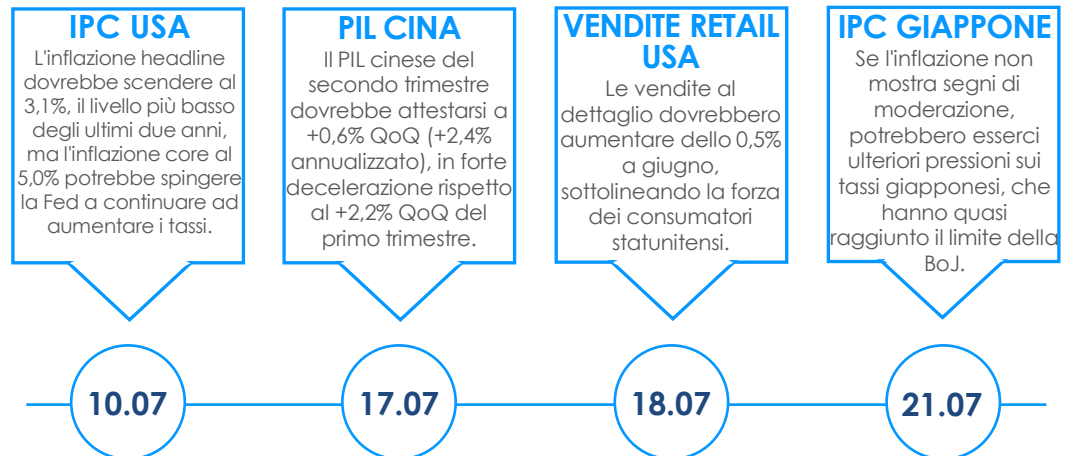 IPC USA
L'inflazione headline
dovrebbe scendere al
3,1%, il livello più basso
degli ultimi due anni,
ma l'inflazione core al
5,0% potrebbe spingere
la Fed a continuare ad
aumentare i tassi.
PIL CINA
Il PIL cinese del
secondo trimestre
dovrebbe attestarsi a
+0,6% QoQ (+2,4%
annualizzato), in forte
decelerazione rispetto
al +2,2% QoQ del
primo trimestre.
VENDITE RETAIL
USA
Le vendite al
dettaglio dovrebbero
aumentare dello 0,5%
a giugno,
sottolineando la forza
dei consumatori
statunitensi.
IPC GIAPPONE
Se l'inflazione non
mostra segni di
moderazione,
potrebbero esserci
ulteriori pressioni sui
tassi giapponesi, che
hanno quasi
raggiunto il limite della
BoJ.
10.07
17.07
18.07
21.07